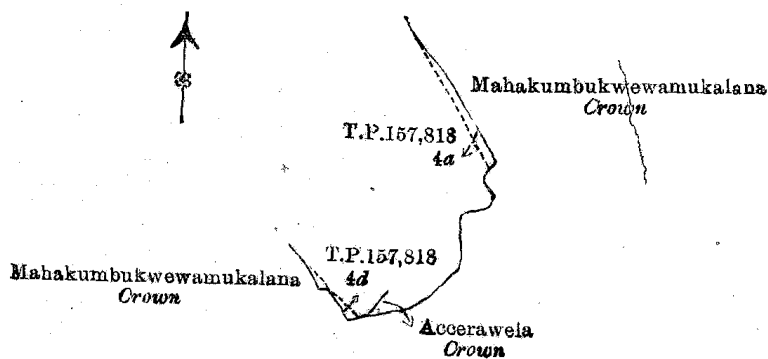 Mahakumbukwewamukalana
Crown
T.P.157,818
4a
T.P.157,818
4d
Mahakumbukwewamukalana
Crown
Accerawela
Crown